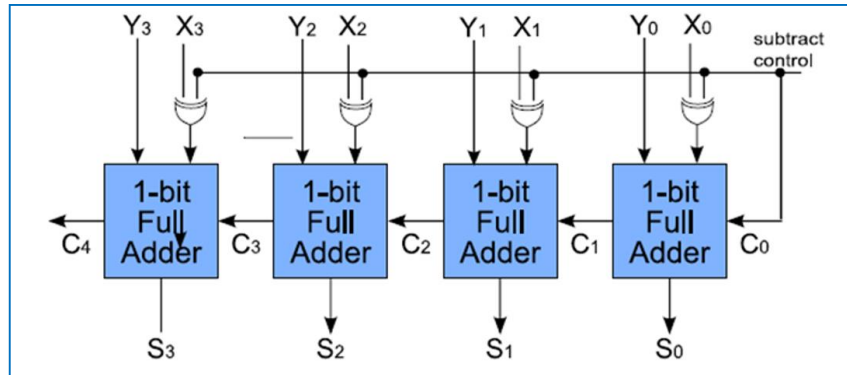 Y3 X3 Y2 X2 Y1 X1 Y0 X0
subtract
control
1-bit
Full
Adder
1-bit
Full
Adder
1-bit
Full
Adder
1-bit
Full
Adder
C4 C3 C2 C1 C0
S3 S2 S1 S0